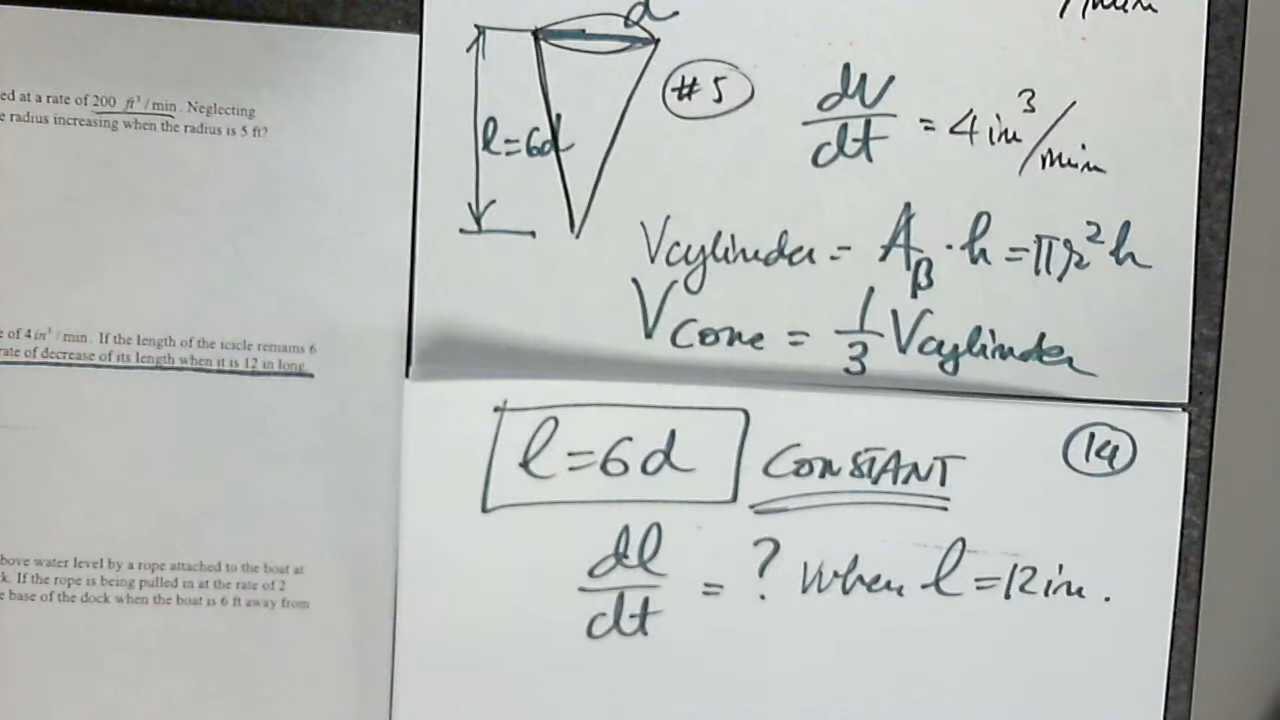 ed at a rate of 200 ft³/min. Neglecting
e radius increasing when the radius is 5 ft?
e of 4 in³/min. If the length of the icicle remains 6
rate of decrease of its length when it is 12 in long.
bove water level by a rope attached to the boat at
k. If the rope is being pulled in at the rate of 2
e base of the dock when the boat is 6 ft away from
d
l=6d
#5
dV/dt = 4 in³/min
Vcylinder = A_B · h = πr²h
Vcone = 1/3 Vcylinder
l=6d CONSTANT
14
dl/dt = ? when l=12in.